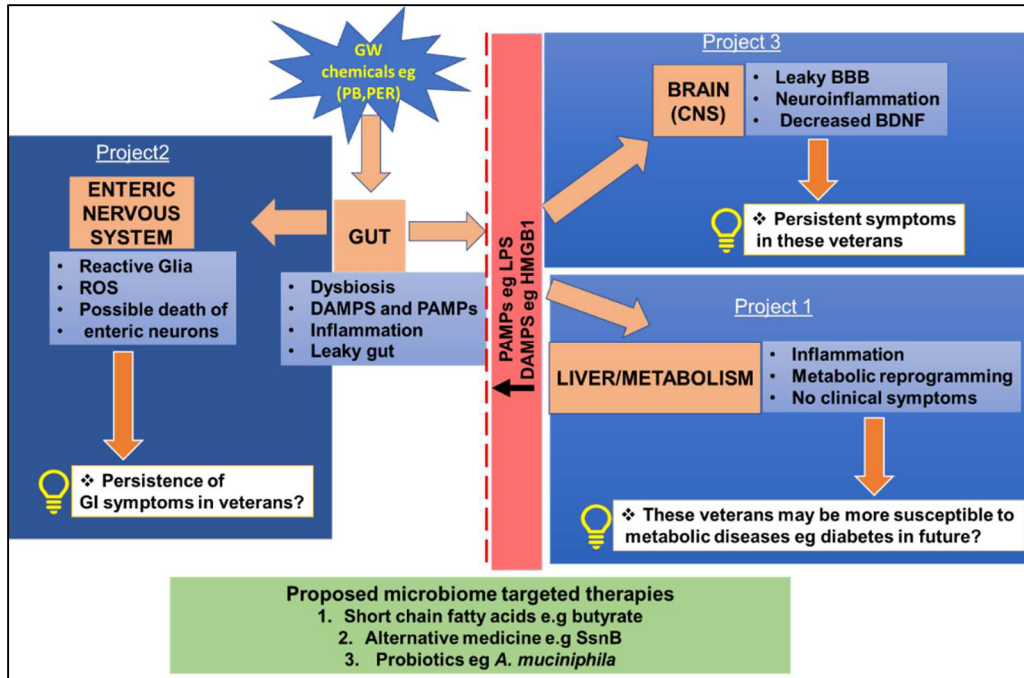 GW
chemicals eg
(PB,PER)
Project2
ENTERIC
NERVOUS
SYSTEM
• Reactive Glia
• ROS
• Possible death of
• enteric neurons
❖ Persistence of
GI symptoms in veterans?
GUT
• Dysbiosis
• DAMPS and PAMPs
• Inflammation
• Leaky gut
PAMPs eg LPS
DAMPS eg HMGB1
Project 3
BRAIN
(CNS)
• Leaky BBB
• Neuroinflammation
• Decreased BDNF
❖ Persistent symptoms
in these veterans
Project 1
LIVER/METABOLISM
• Inflammation
• Metabolic reprogramming
• No clinical symptoms
❖ These veterans may be more susceptible to
metabolic diseases eg diabetes in future?
Proposed microbiome targeted therapies
1. Short chain fatty acids e.g butyrate
2. Alternative medicine e.g SsnB
3. Probiotics eg A. muciniphila